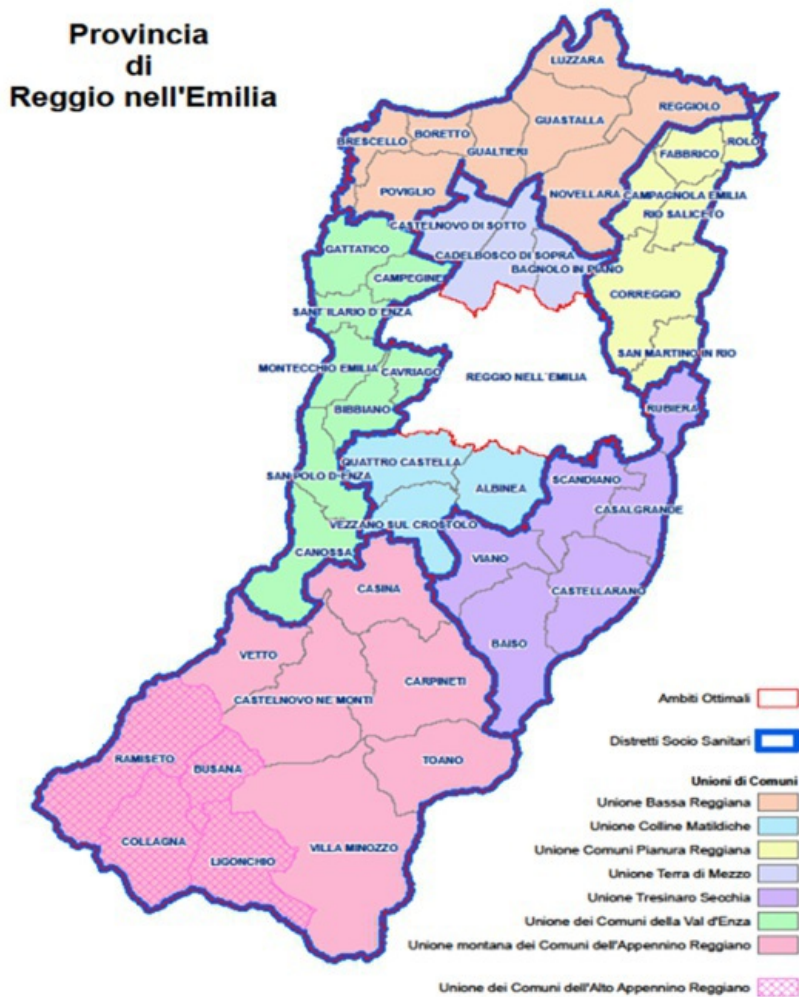 Provincia
di
Reggio nell'Emilia
LUZZARA
REGGIOLO
GUASTALLA
BRESCELLO
BORETTO
GUALTIERI
ROLO
FABBRICO
POVIGLIO
NOVELLARA
CAMPAGNOLA EMILIA
RIO SALICETO
CASTELNOVO DI SOTTO
GATTATICO
CADELBOSCO DI SOPRA
BAGNOLO IN PIANO
CAMPEGINE
CORREGGIO
SANT'ILARIO D'ENZA
SAN MARTINO IN RIO
MONTECCHIO EMILIA
CAVRIAGO
REGGIO NELL'EMILIA
BIBBIANO
RUBIERA
QUATTRO CASTELLA
SAN POLO D'ENZA
ALBINEA
SCANDIANO
CASALGRANDE
VEZZANO SUL CROSTOLO
CANOSSA
VIANO
CASINA
CASTELLARANO
BAISO
VETTO
CARPINETI
CASTELNOVO NE MONTI
RAMISETO
BUSANA
TOANO
COLLAGNA
LIGONCHIO
VILLA MINOZZO
Ambiti Ottimali
Distretti Socio Sanitari
Unioni di Comuni
Unione Bassa Reggiana
Unione Colline Matildiche
Unione Comuni Pianura Reggiana
Unione Terra di Mezzo
Unione Tresinaro Secchia
Unione dei Comuni della Val d'Enza
Unione montana dei Comuni dell'Appennino Reggiano
Unione dei Comuni dell'Alto Appennino Reggiano